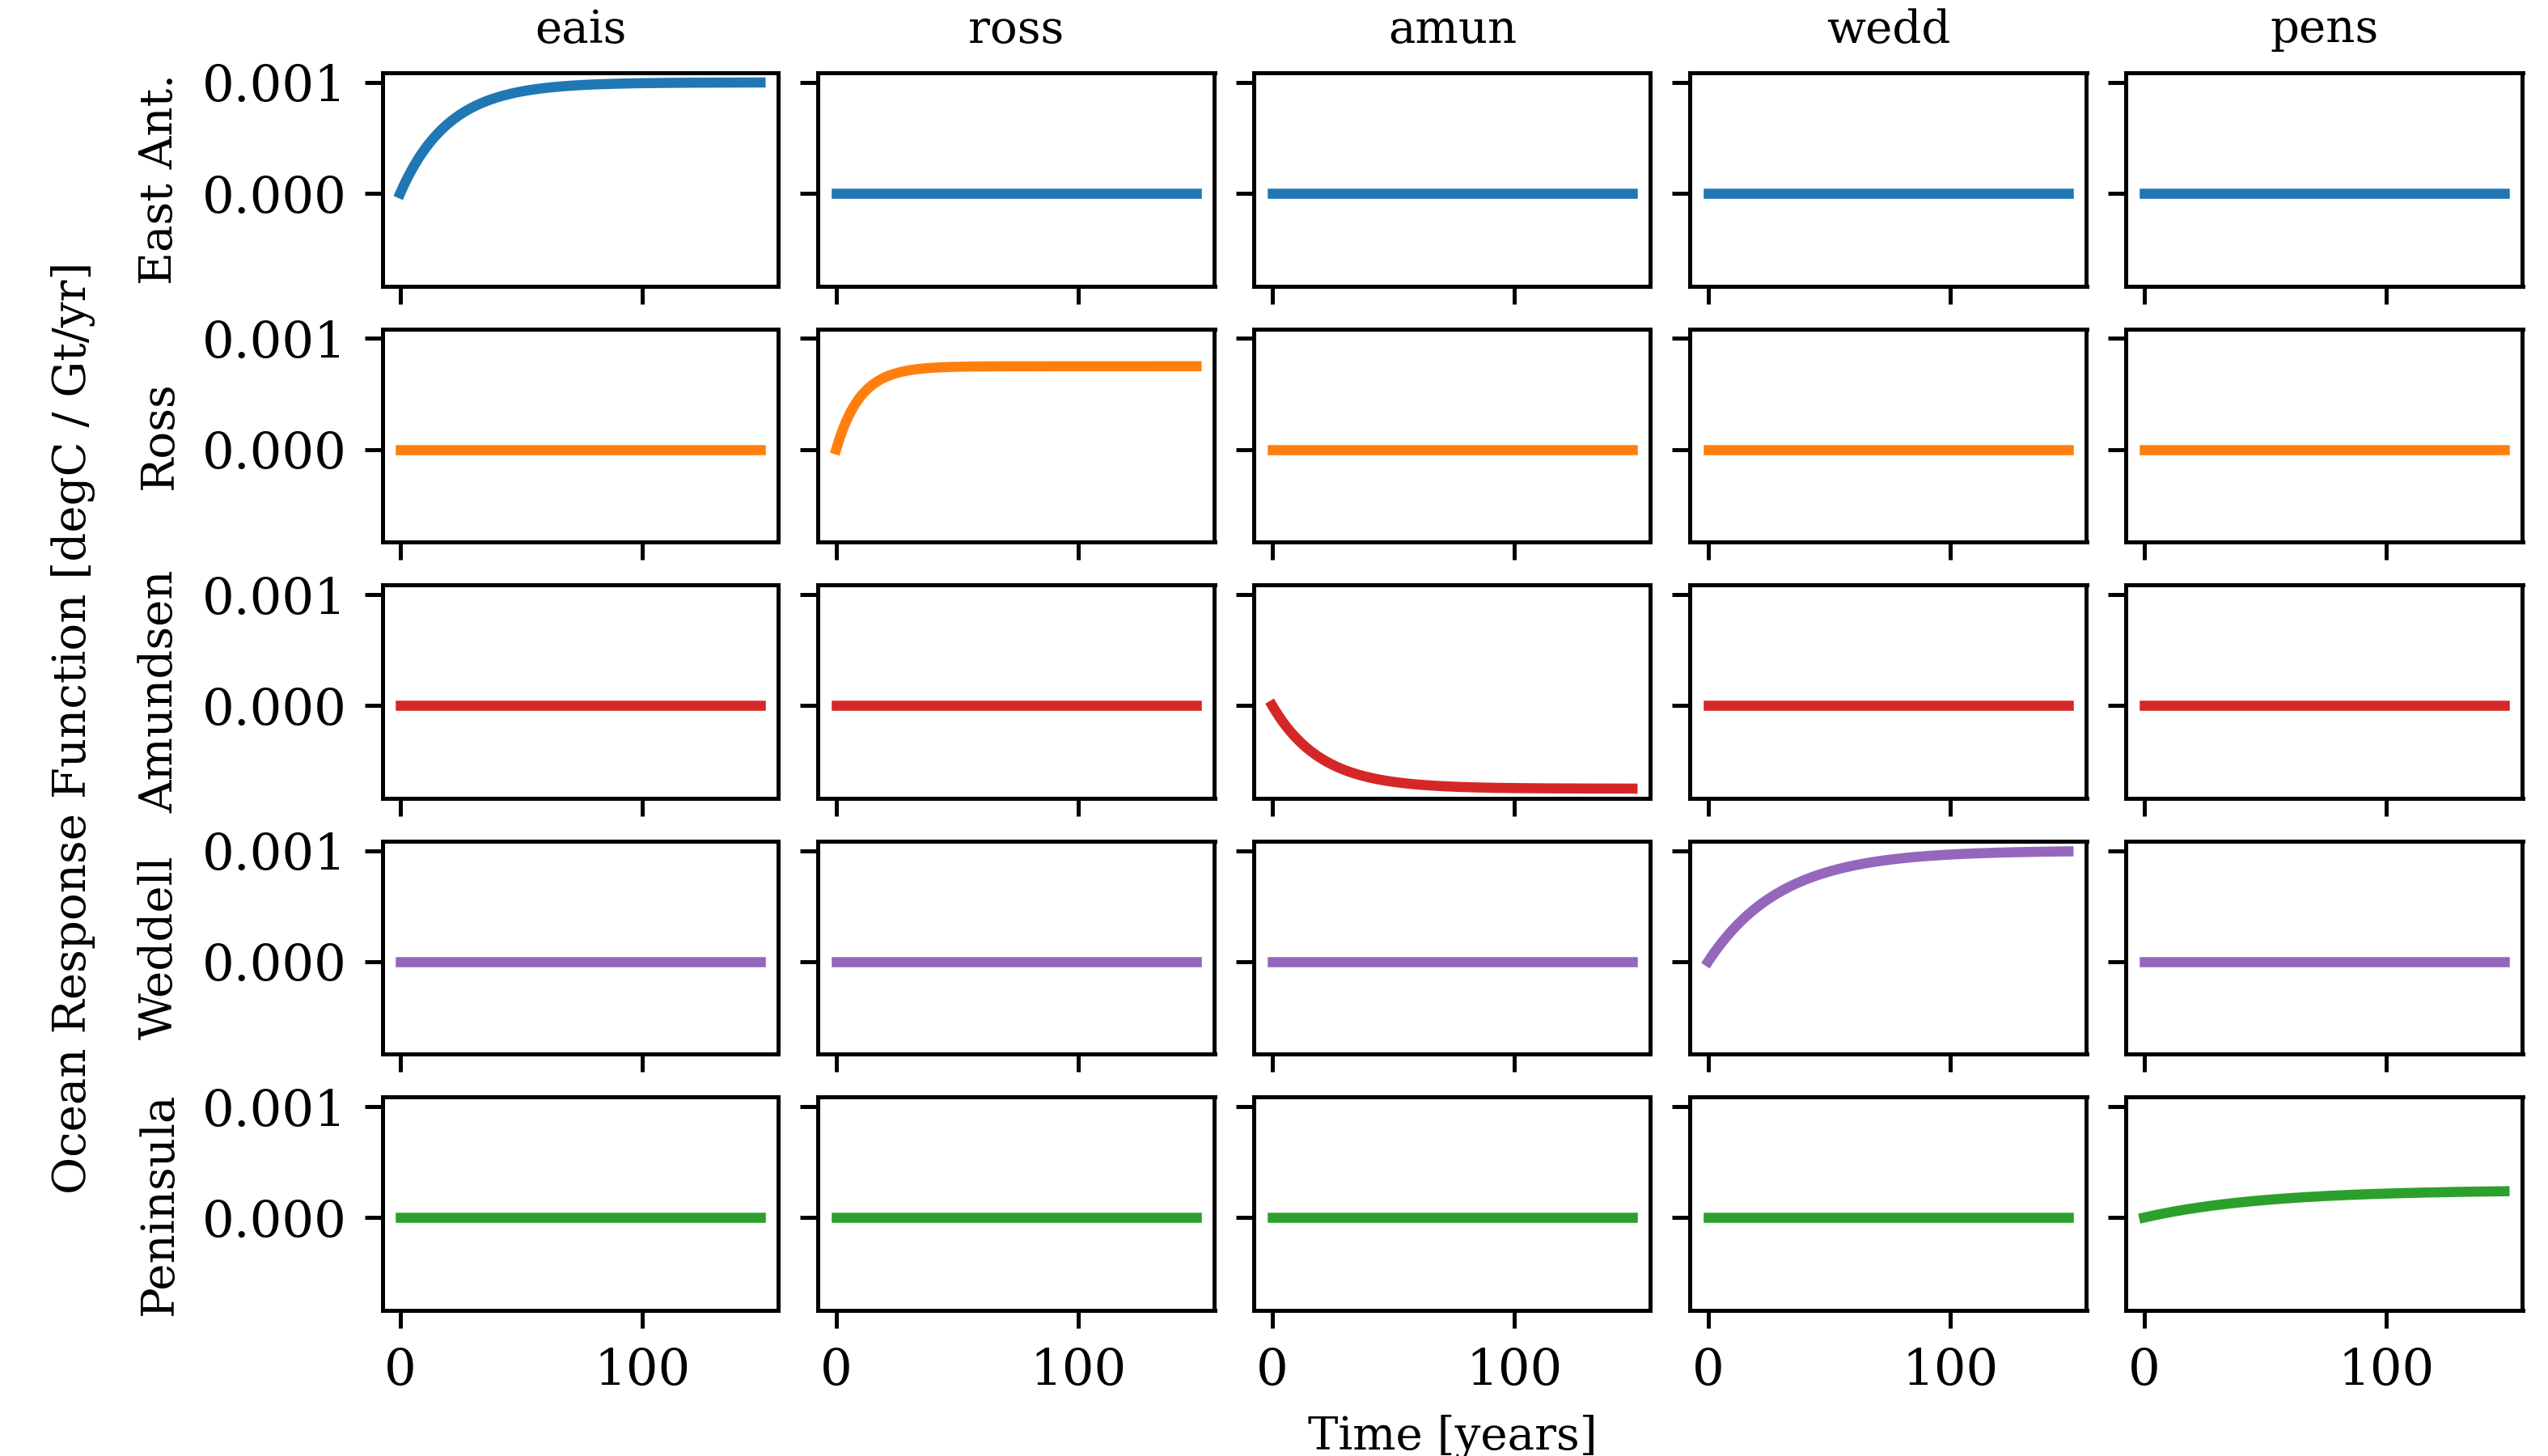 eais ross amun wedd pens
Ocean Response Function [degC / Gt/yr]
East Ant.
0.001
0.000
Ross
0.001
0.000
Amundsen
0.001
0.000
Weddell
0.001
0.000
Peninsula
0.001
0.000
0 100 0 100 0 100 0 100 0 100
Time [years]